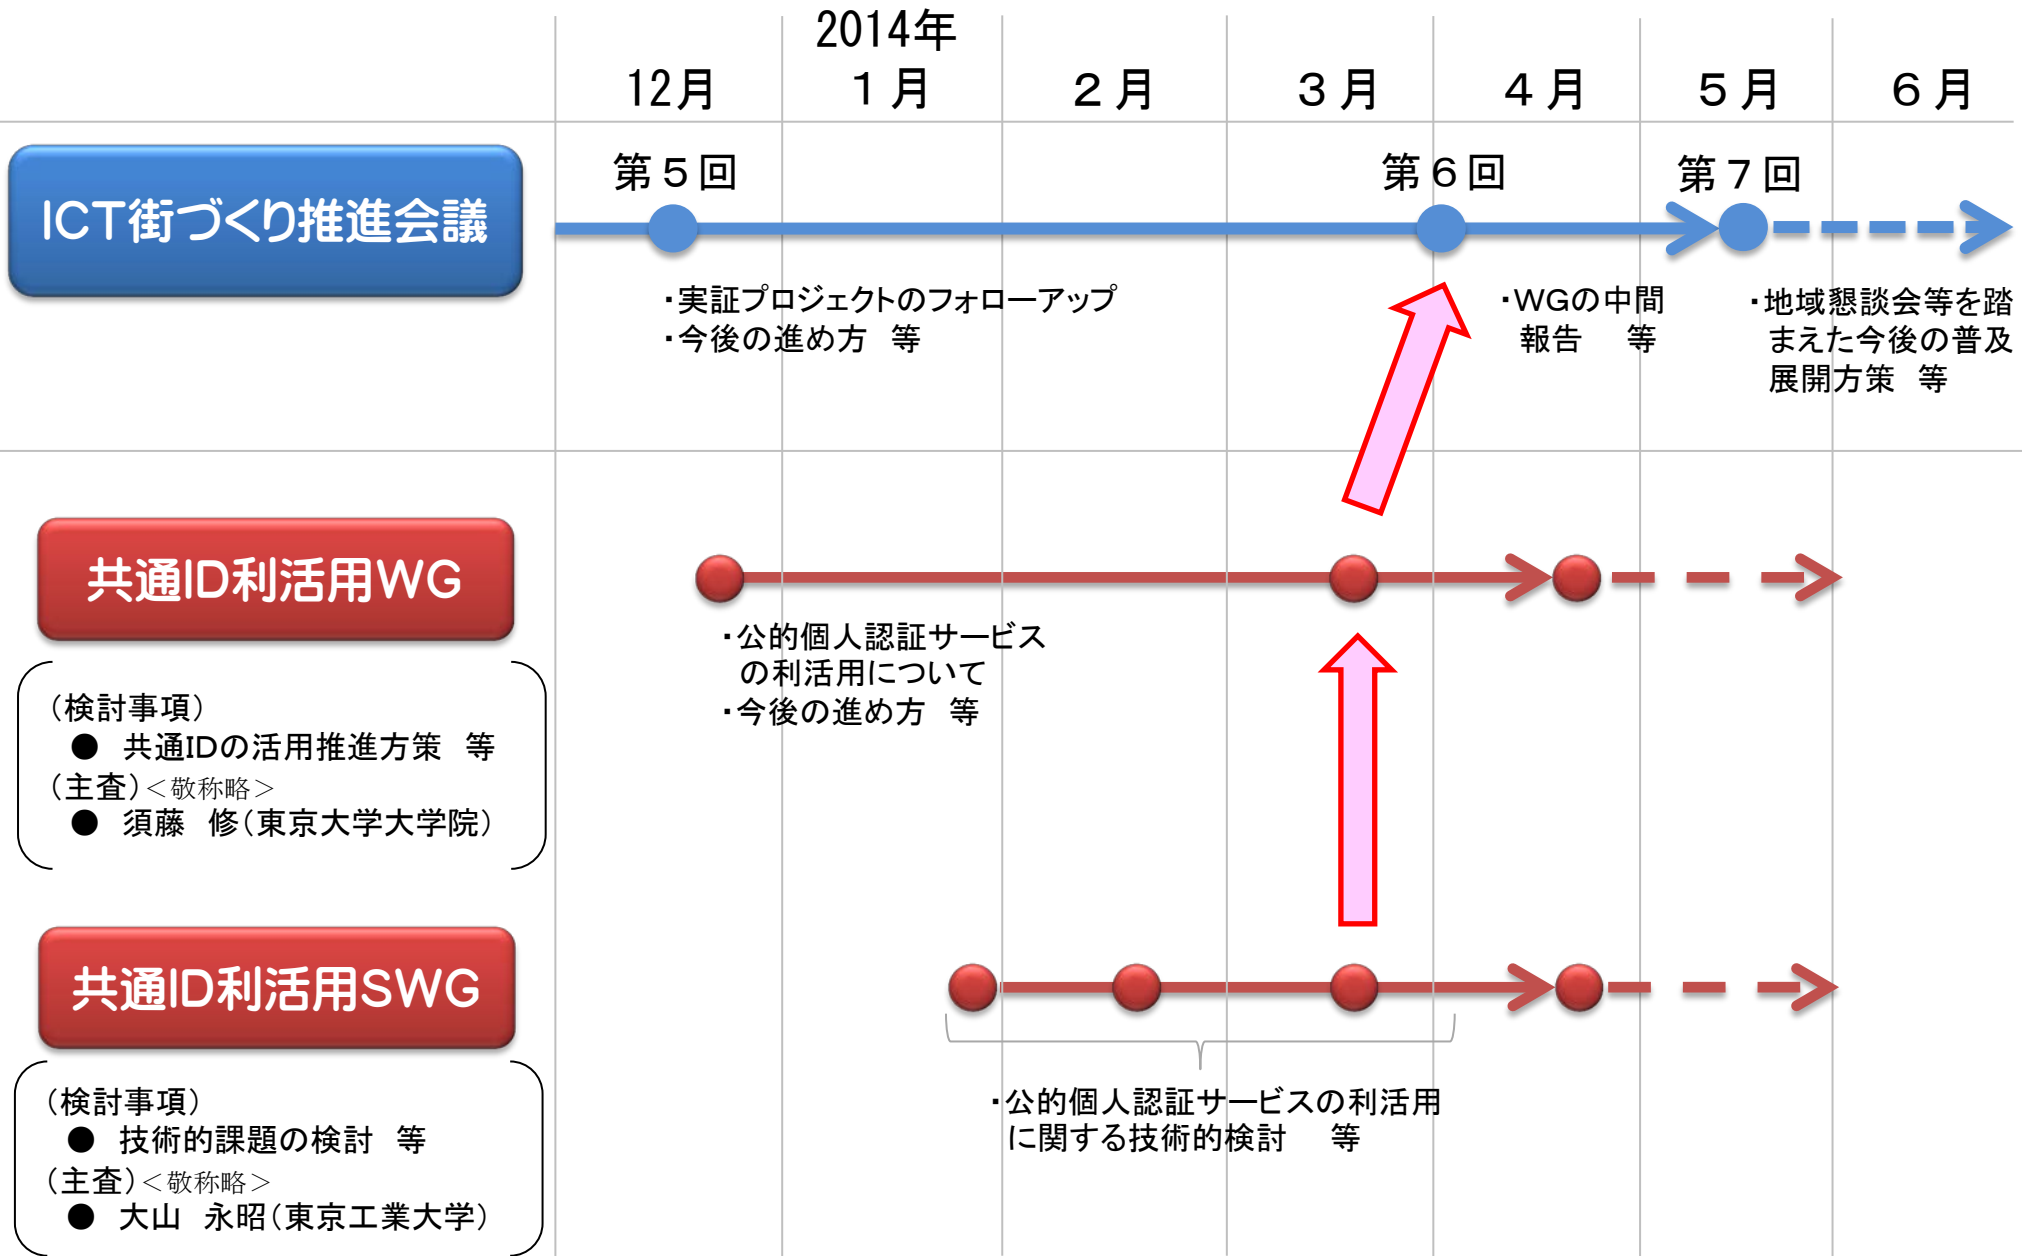 2014年
12月 １月 ２月 ３月 ４月 ５月 ６月
ICT街づくり推進会議
第５回
第６回
第７回
・実証プロジェクトのフォローアップ
・今後の進め方　等
・WGの中間
報告　等
・地域懇談会等を踏
まえた今後の普及
展開方策　等
共通ID利活用WG
・公的個人認証サービス
の利活用について
・今後の進め方　等
（検討事項）
●　共通IDの活用推進方策　等
（主査）＜敬称略＞
●　須藤　修（東京大学大学院）
共通ID利活用SWG
・公的個人認証サービスの利活用
に関する技術的検討　等
（検討事項）
●　技術的課題の検討　等
（主査）＜敬称略＞
●　大山　永昭（東京工業大学）